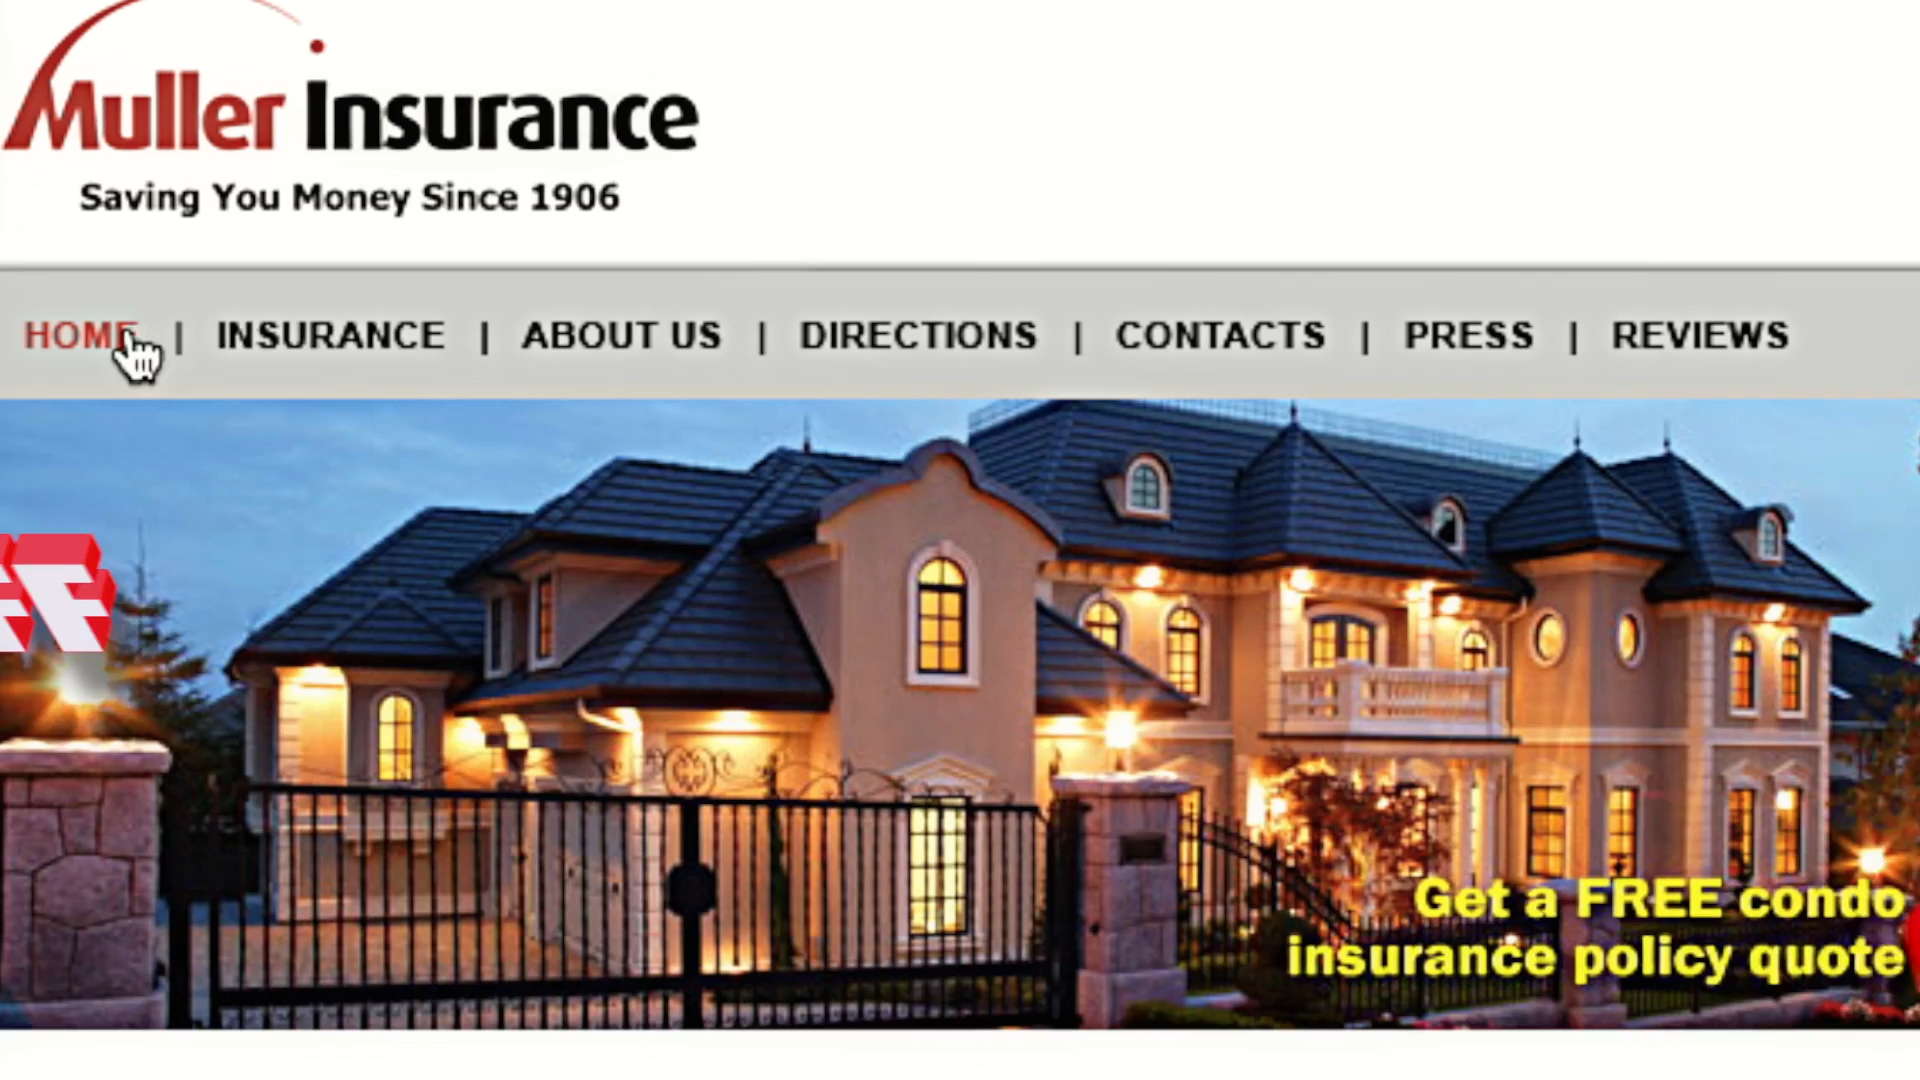 Muller Insurance
Saving You Money Since 1906
HOME | INSURANCE | ABOUT US | DIRECTIONS | CONTACTS | PRESS | REVIEWS
Get a FREE condo
insurance policy quote